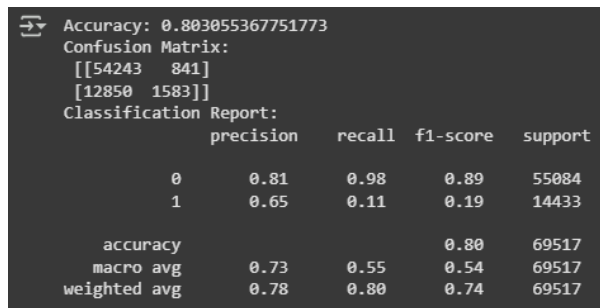 Accuracy: 0.803055367751773
Confusion Matrix:
[[54243 841]
[12850 1583]]
Classification Report:
precision recall f1-score support
0 0.81 0.98 0.89 55084
1 0.65 0.11 0.19 14433
accuracy 0.80 69517
macro avg 0.73 0.55 0.54 69517
weighted avg 0.78 0.80 0.74 69517